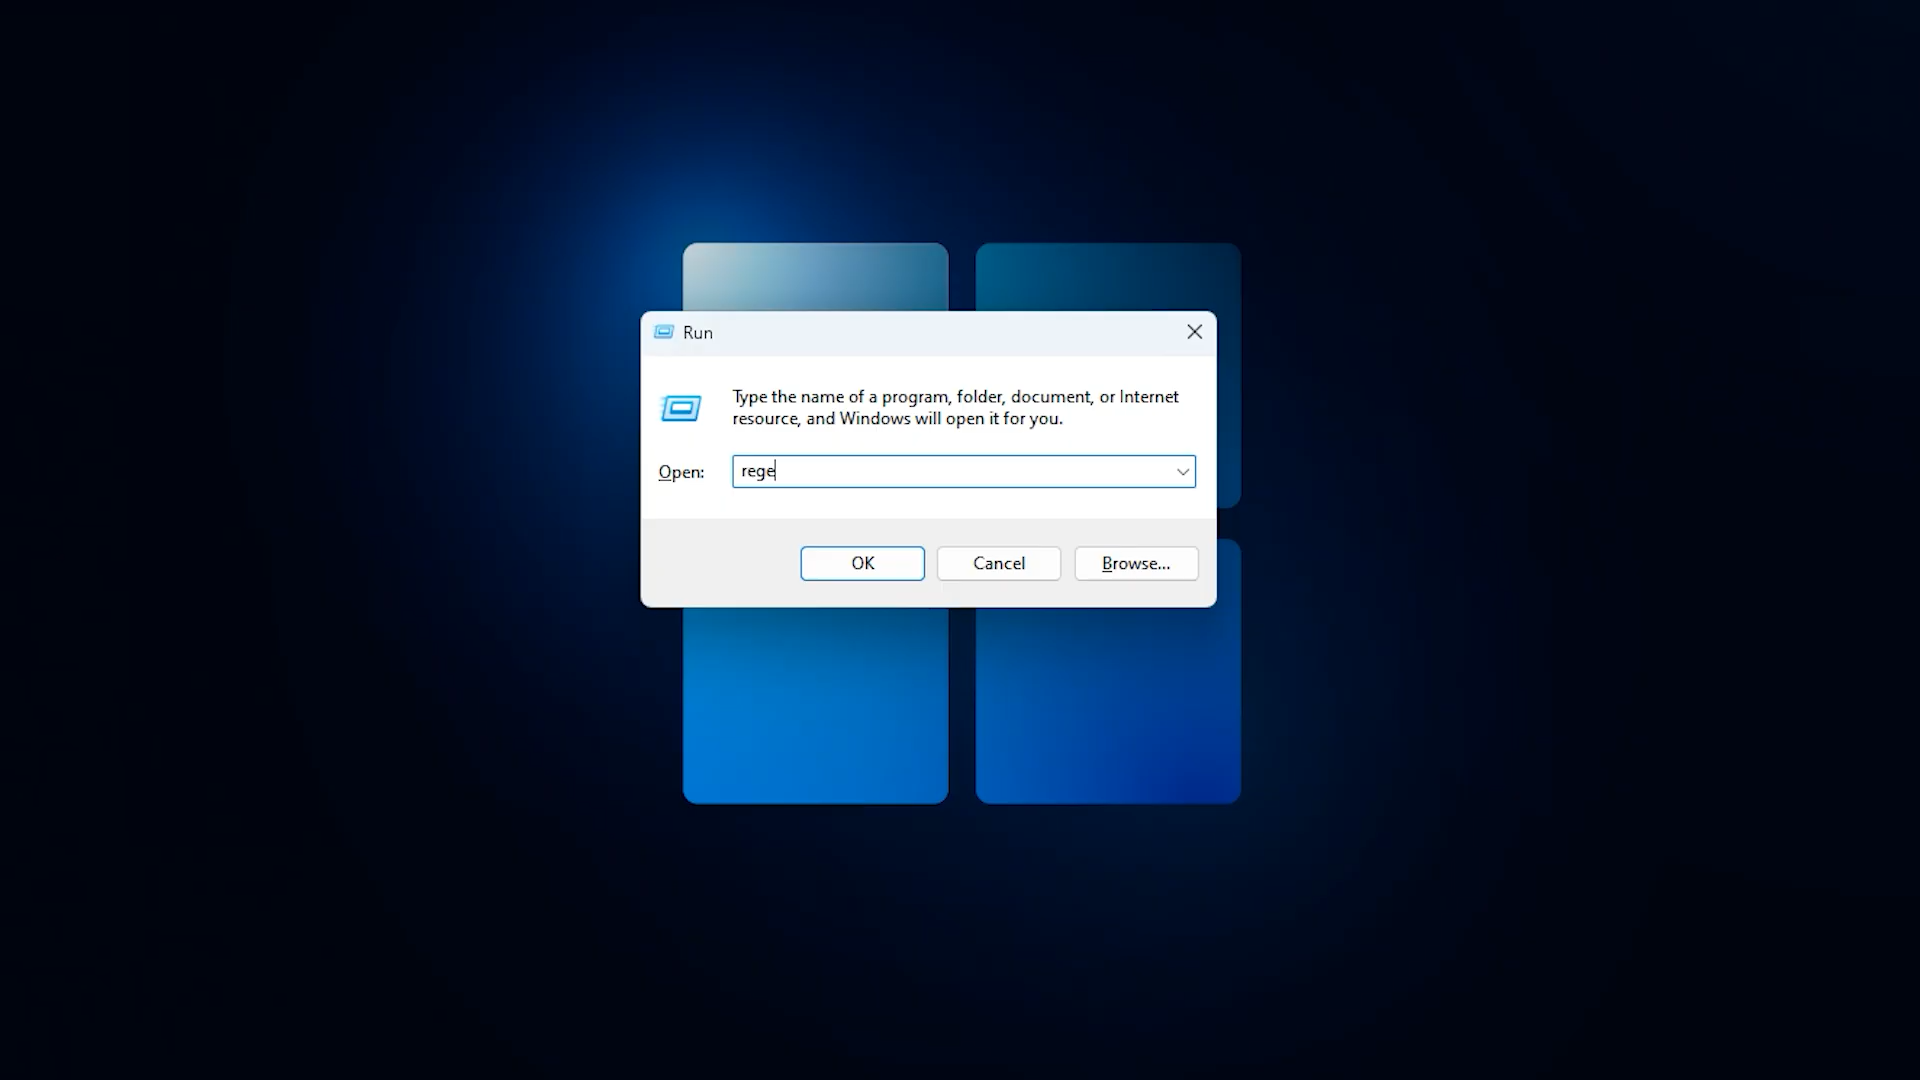 Run
Type the name of a program, folder, document, or Internet
resource, and Windows will open it for you.
Open: rege
OK Cancel Browse...